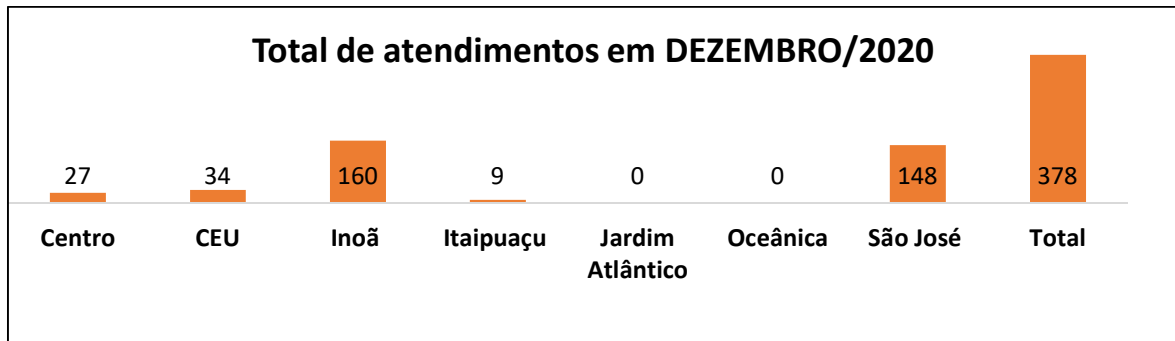 Total de atendimentos em DEZEMBRO/2020
27 34 160 9 0 0 148 378
Centro CEU Inoã Itaipuaçu Jardim Oceânica São José Total
Atlântico